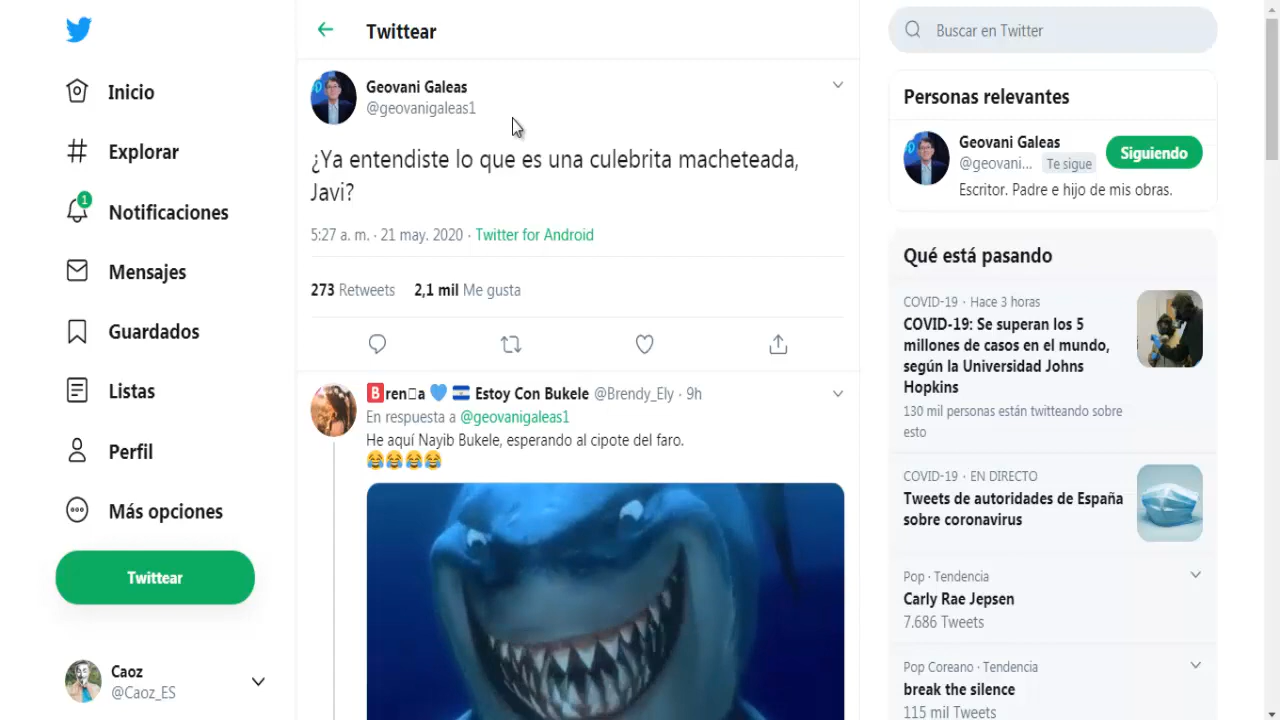 Inicio
Explorar
1
Notificaciones
Mensajes
Guardados
Listas
Perfil
Más opciones
Twittear
Caoz
@Caoz_ES
Twittear
Geovani Galeas
@geovanigaleas1
¿Ya entendiste lo que es una culebrita macheteada,
Javi?
5:27 a. m. · 21 may. 2020 · Twitter for Android
273 Retweets 2,1 mil Me gusta
🅱ren▯a 💙 🇸🇻 Estoy Con Bukele @Brendy_Ely · 9h
En respuesta a @geovanigaleas1
He aquí Nayib Bukele, esperando al cipote del faro.
😂😂😂😂
Buscar en Twitter
Personas relevantes
Geovani Galeas
@geovani... Te sigue
Siguiendo
Escritor. Padre e hijo de mis obras.
Qué está pasando
COVID-19 · Hace 3 horas
COVID-19: Se superan los 5
millones de casos en el mundo,
según la Universidad Johns
Hopkins
130 mil personas están twitteando sobre
esto
COVID-19 · EN DIRECTO
Tweets de autoridades de España
sobre coronavirus
Pop · Tendencia
Carly Rae Jepsen
7.686 Tweets
Pop Coreano · Tendencia
break the silence
115 mil Tweets